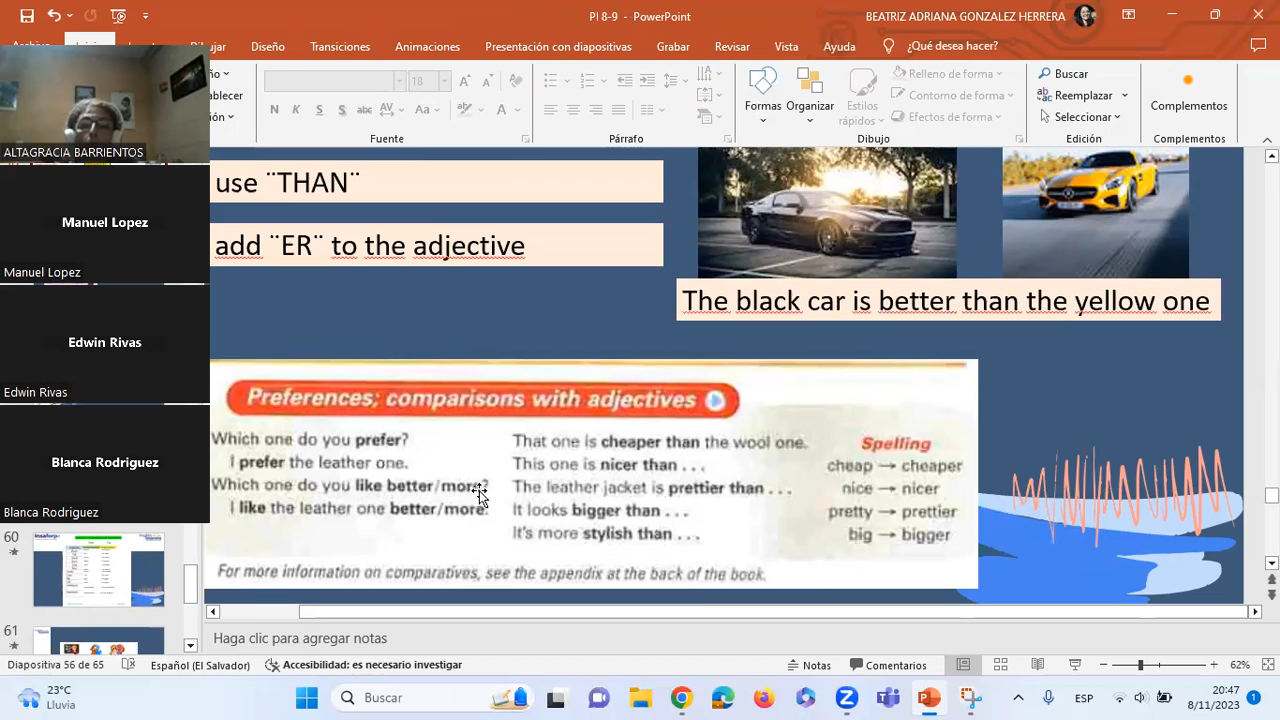 PI 8-9 - PowerPoint
BEATRIZ ADRIANA GONZALEZ HERRERA
Dibujar
Diseño
Transiciones
Animaciones
Presentación con diapositivas
Grabar
Revisar
Vista
Ayuda
¿Qué desea hacer?
18
Fuente
Párrafo
Formas
Organizar
Estilos rápidos
Relleno de forma
Contorno de forma
Efectos de forma
Dibujo
Buscar
Reemplazar
Seleccionar
Edición
Complementos
Complementos
ALTAGRACIA BARRIENTOS
Manuel Lopez
Manuel Lopez
Edwin Rivas
Edwin Rivas
Blanca Rodriguez
Blanca Rodriguez
use ¨THAN¨
add ¨ER¨ to the adjective
The black car is better than the yellow one
Preferences; comparisons with adjectives
Which one do you prefer?
I prefer the leather one.
Which one do you like better/more?
I like the leather one better/more.
That one is cheaper than the wool one.
This one is nicer than . . .
The leather jacket is prettier than . . .
It looks bigger than . . .
It's more stylish than . . .
Spelling
cheap → cheaper
nice → nicer
pretty → prettier
big → bigger
For more information on comparatives, see the appendix at the back of the book.
60
61
Haga clic para agregar notas
Diapositiva 56 de 65
Español (El Salvador)
Accesibilidad: es necesario investigar
Notas
Comentarios
62%
23°C
Lluvia
Buscar
ESP
20:47
8/11/2023
1